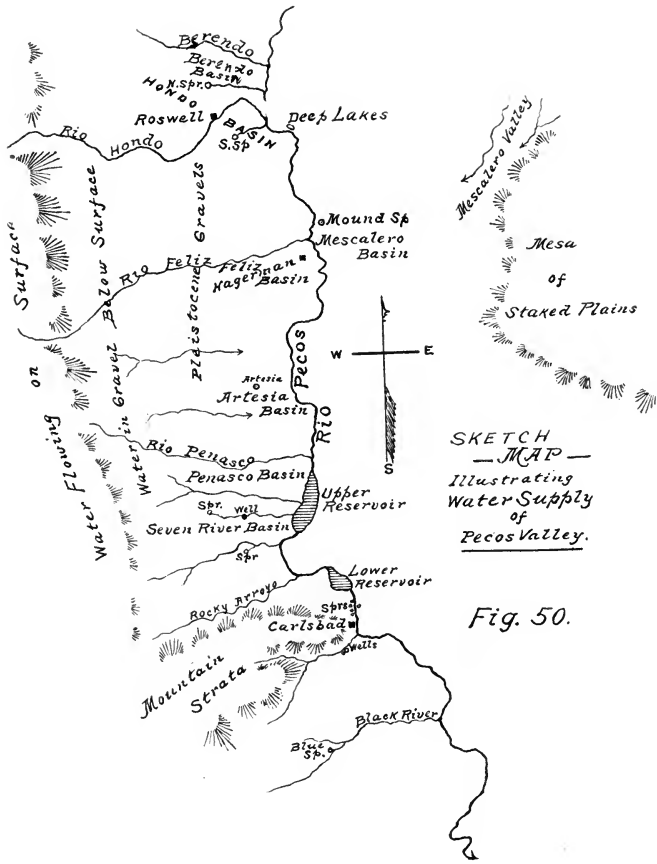 Berendo
Berendo
Basin
N.Spr.
HONDO
BASIN
Roswell
S.Sp
Deep Lakes
Rio Hondo
Mescalero Valley
Mound Sp
Mescalero
Basin
Mesa
of
Staked Plains
Surface
on
Water Flowing
Water in Gravel Below Surface
Pleistocene Gravels
Rio Feliz
Feliz
Hagerman
Basin
Rio Pecos
W
E
S
Artesia
Artesia
Basin
Rio Penasco
Penasco Basin
Upper
Reservoir
Spr.
Well
Seven River Basin
Spr
Lower
Reservoir
Rocky Arroyo
Sprs
Carlsbad
Wells
Mountain
Strata
Black River
Blue
Sp.
SKETCH
— MAP —
Illustrating
Water Supply
of
Pecos Valley.
Fig. 50.